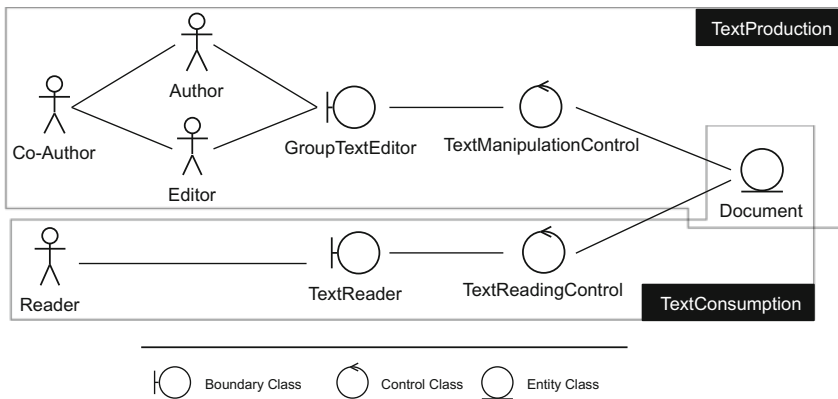 TextProduction
Author
Co-Author
GroupTextEditor
TextManipulationControl
Editor
Document
Reader
TextReader
TextReadingControl
TextConsumption
Boundary Class
Control Class
Entity Class